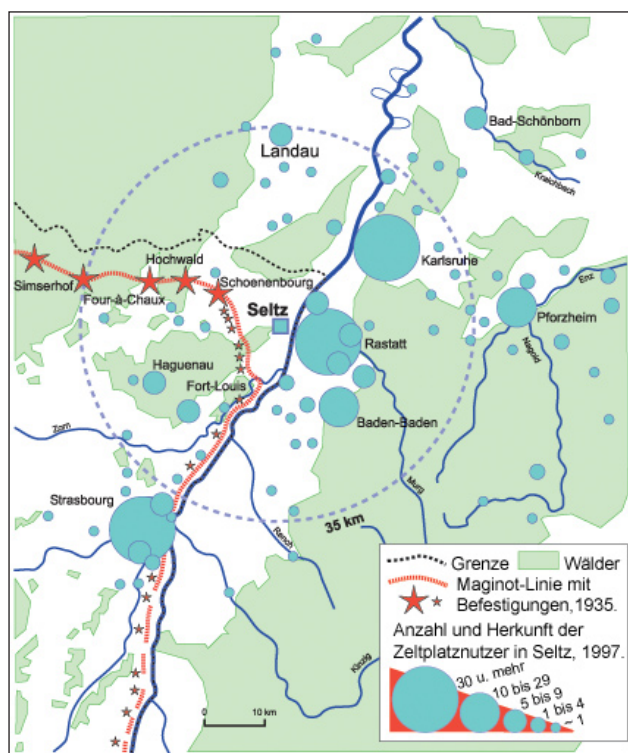 Landau
Bad-Schönborn
Kraichbach
Hochwald
Simserhof
Four-à-Chaux
Schoenenbourg
Karlsruhe
Enz
Seltz
Pforzheim
Nagold
Rastatt
Haguenau
Fort-Louis
Baden-Baden
Zorn
Murg
Strasbourg
35 km
Rench
Kinzig
0 10 km
Grenze Wälder
Maginot-Linie mit
Befestigungen,1935.
Anzahl und Herkunft der
Zeltplatznutzer in Seltz, 1997.
30 u. mehr
10 bis 29
5 bis 9
1 bis 4
~ 1